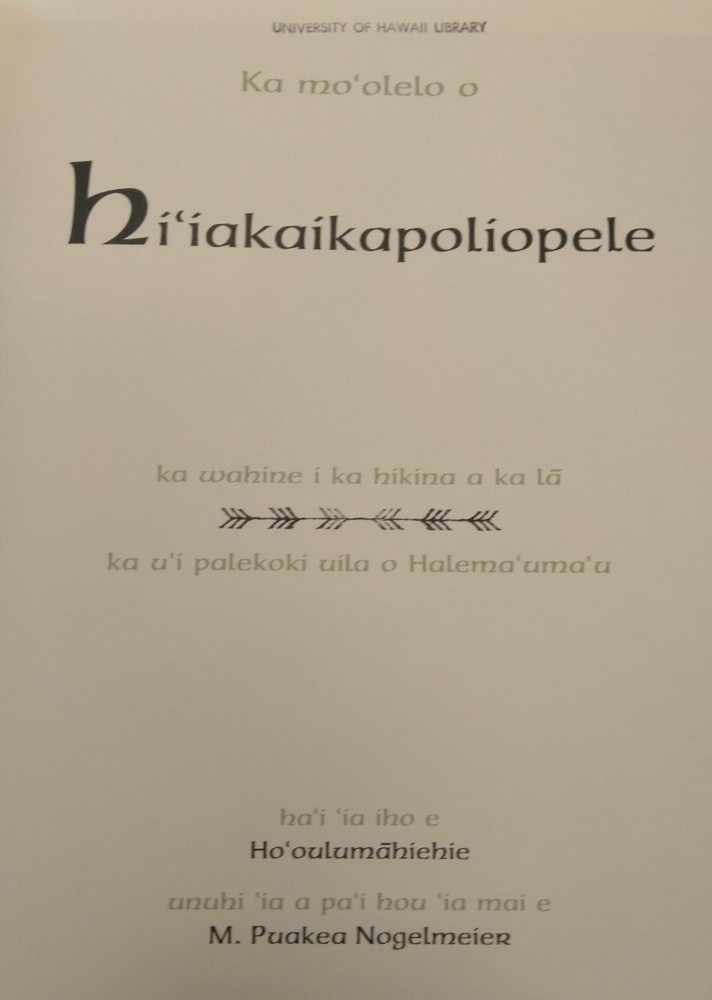 UNIVERSITY OF HAWAII LIBRARY
Ka moʻolelo o
hiʻiakaikapoliopele
ka wahine i ka hikina a ka lā
ka uʻi palekoki uila o Halemaʻumaʻu
haʻi ʻia iho e
Hoʻoulumāhiehie
unuhi ʻia a paʻi hou ʻia mai e
M. Puakea Nogelmeier